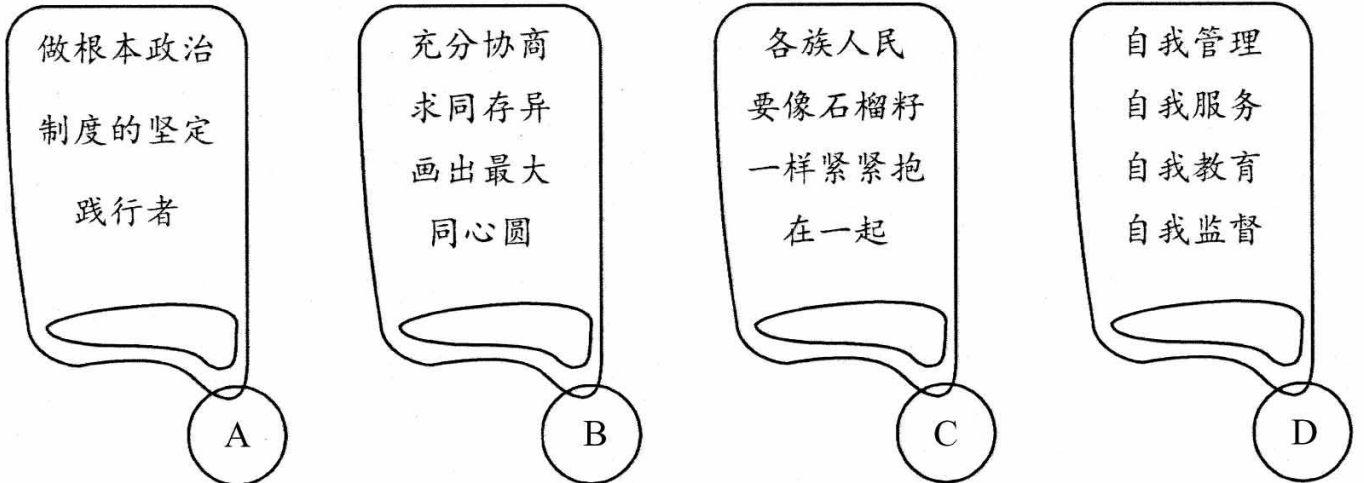 做根本政治
制度的坚定
践行者
A
充分协商
求同存异
画出最大
同心圆
B
各族人民
要像石榴籽
一样紧紧抱
在一起
C
自我管理
自我服务
自我教育
自我监督
D